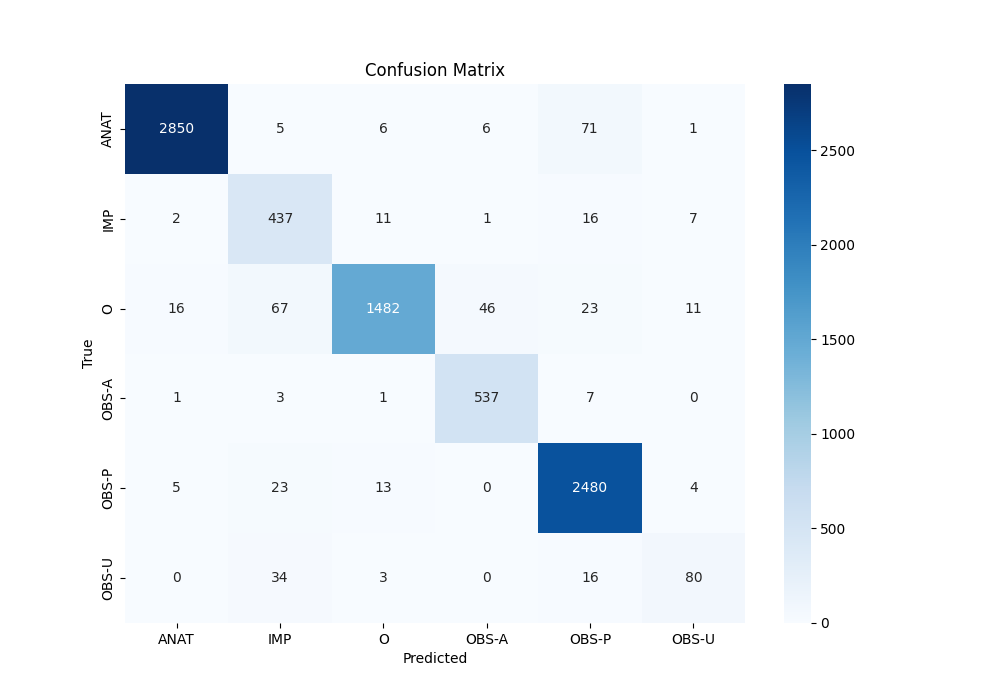 Confusion Matrix
ANAT 2850 5 6 6 71 1
IMP 2 437 11 1 16 7
O 16 67 1482 46 23 11
OBS-A 1 3 1 537 7 0
OBS-P 5 23 13 0 2480 4
OBS-U 0 34 3 0 16 80
ANAT IMP O OBS-A OBS-P OBS-U
Predicted
True
2500
2000
1500
1000
500
0